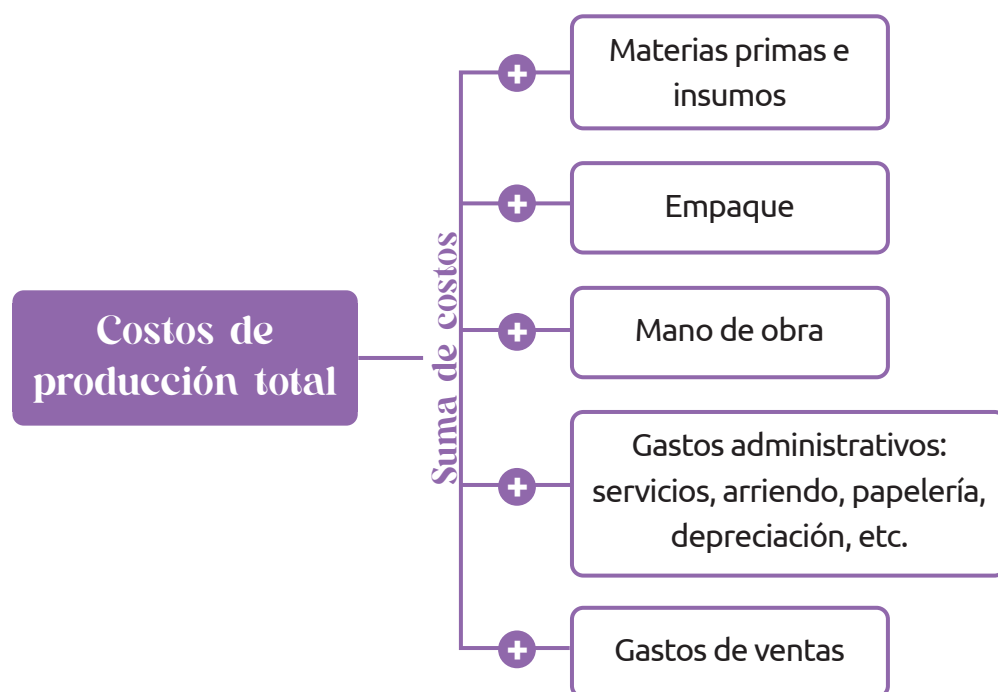 Costos de
producción total
Suma de costos
Materias primas e
insumos
Empaque
Mano de obra
Gastos administrativos:
servicios, arriendo, papelería,
depreciación, etc.
Gastos de ventas